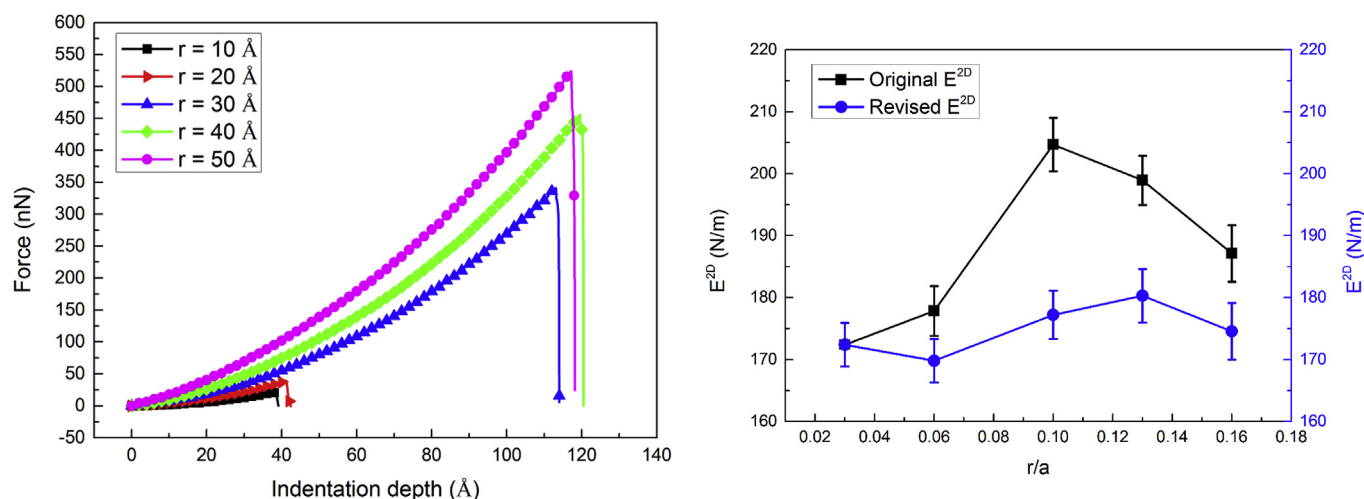 600
550
500
450
400
350
300
250
200
150
100
50
0
-50
Force (nN)
r = 10 Å
r = 20 Å
r = 30 Å
r = 40 Å
r = 50 Å
0 20 40 60 80 100 120 140
Indentation depth (Å)
220
210
200
190
180
170
160
E²ᴰ (N/m)
Original E²ᴰ
Revised E²ᴰ
220
210
200
190
180
170
160
E²ᴰ (N/m)
0.02 0.04 0.06 0.08 0.10 0.12 0.14 0.16 0.18
r/a